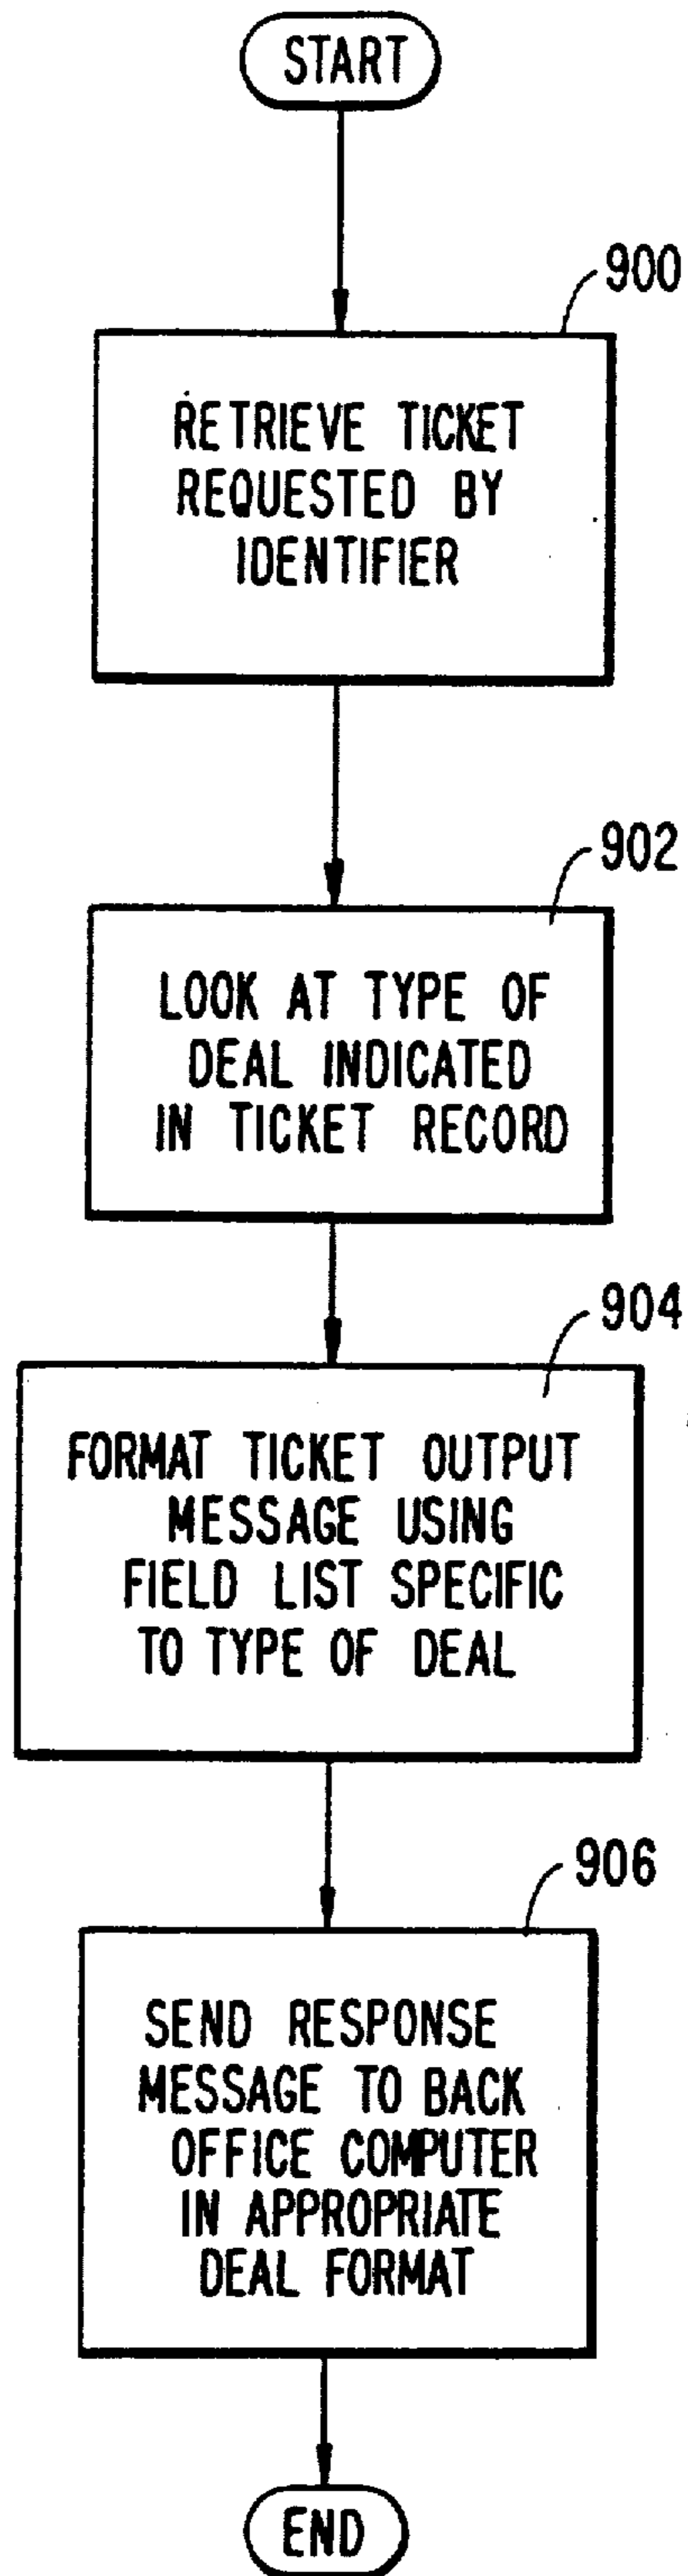 START
900
RETRIEVE TICKET
REQUESTED BY
IDENTIFIER
902
LOOK AT TYPE OF
DEAL INDICATED
IN TICKET RECORD
904
FORMAT TICKET OUTPUT
MESSAGE USING
FIELD LIST SPECIFIC
TO TYPE OF DEAL
906
SEND RESPONSE
MESSAGE TO BACK
OFFICE COMPUTER
IN APPROPRIATE
DEAL FORMAT
END